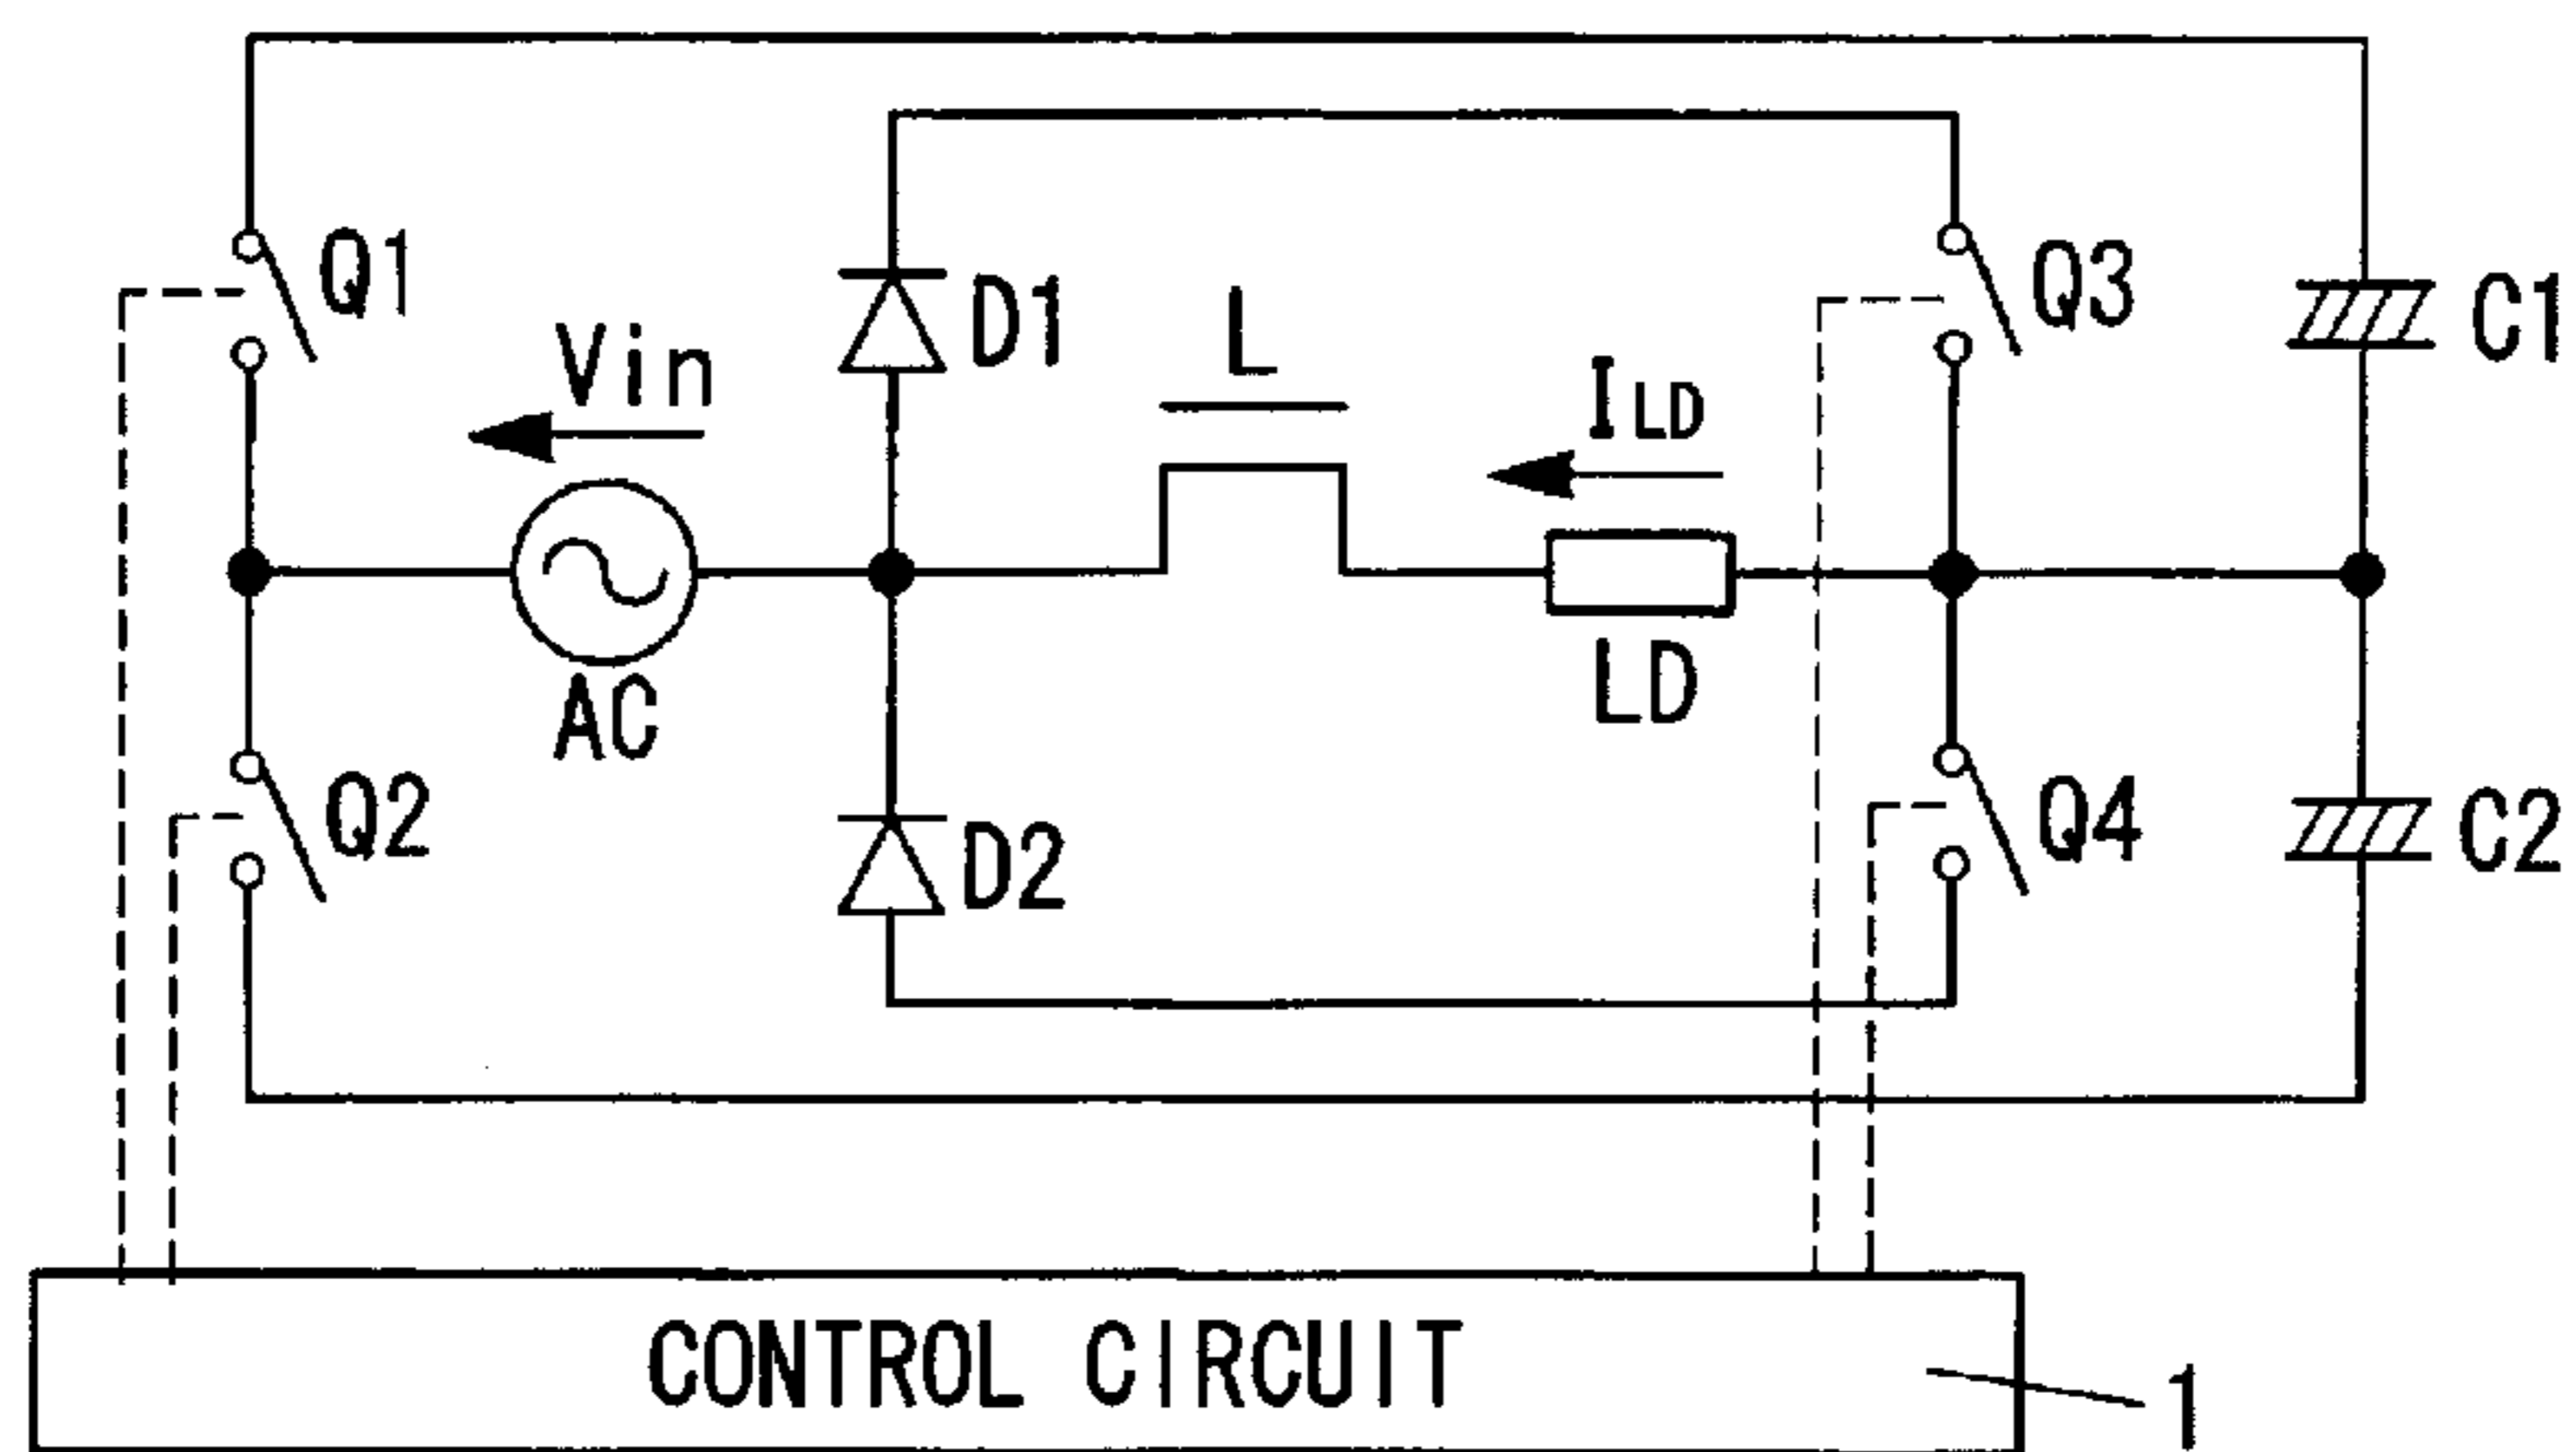 Q1
Vin
D1
L
ILD
Q3
C1
AC
LD
Q2
D2
Q4
C2
CONTROL CIRCUIT
1